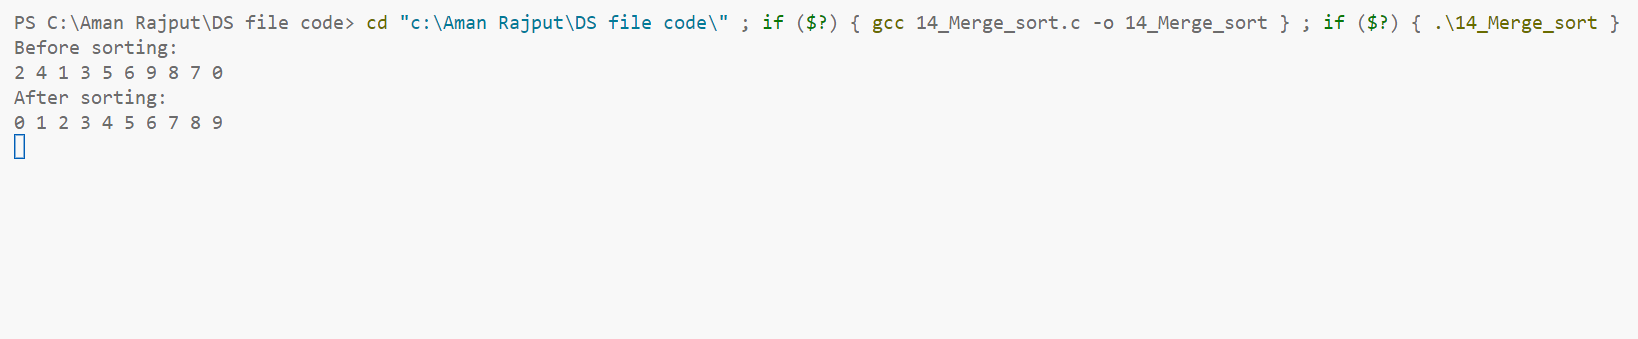 PS C:\Aman Rajput\DS file code> cd "c:\Aman Rajput\DS file code\" ; if ($?) { gcc 14_Merge_sort.c -o 14_Merge_sort } ; if ($?) { .\14_Merge_sort }
Before sorting:
2 4 1 3 5 6 9 8 7 0
After sorting:
0 1 2 3 4 5 6 7 8 9